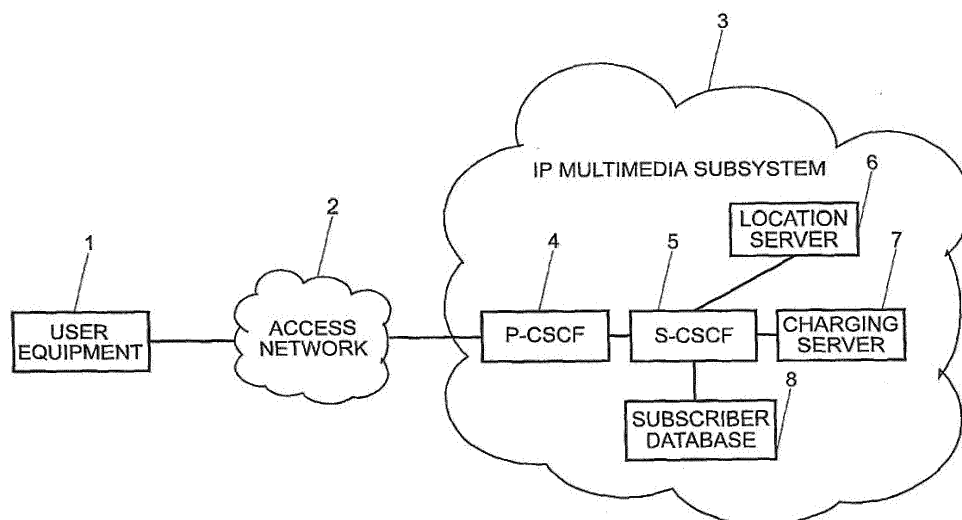 3
IP MULTIMEDIA SUBSYSTEM
6
2
LOCATION
SERVER
1
4
5
7
USER
EQUIPMENT
ACCESS
NETWORK
P-CSCF
S-CSCF
CHARGING
SERVER
8
SUBSCRIBER
DATABASE